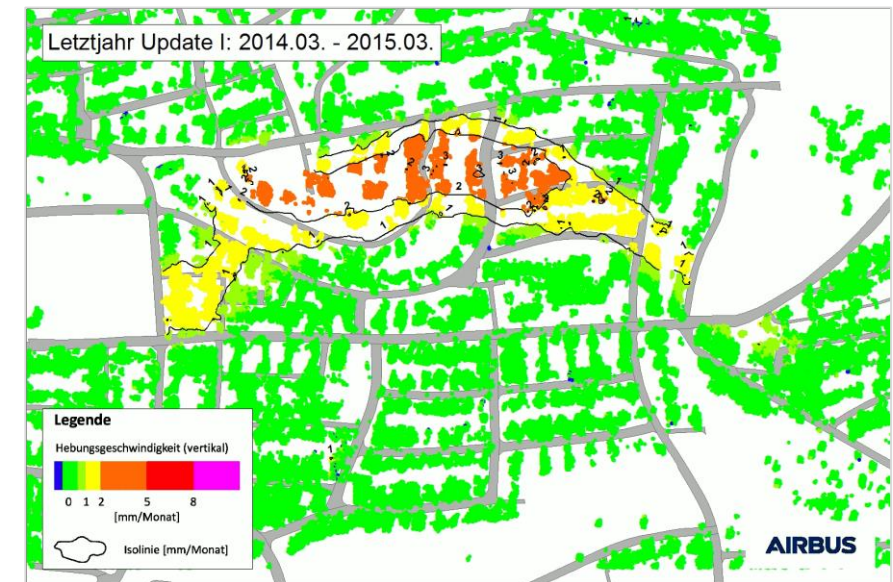 Letztjahr Update I: 2014.03. - 2015.03.
Legende
Hebungsgeschwindigkeit (vertikal)
0 1 2 5 8
[mm/Monat]
Isolinie [mm/Monat]
AIRBUS